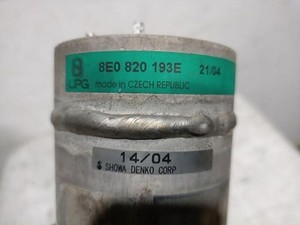 8E0 820 193E 21/04
LPG made in CZECH REPUBLIC
14/04
SHOWA DENKO CORP.